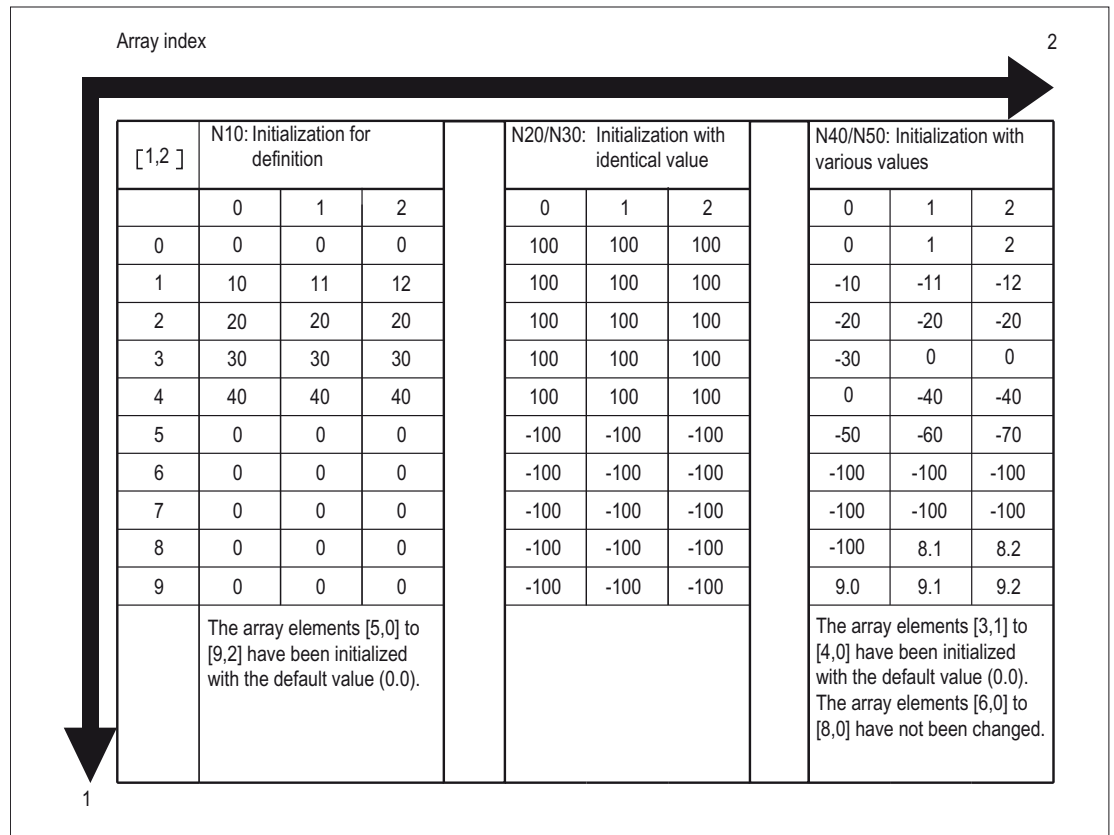 Array index 2
[1,2 ] N10: Initialization for definition N20/N30: Initialization with identical value N40/N50: Initialization with various values
0 1 2 0 1 2 0 1 2
0 0 0 0 100 100 100 0 1 2
1 10 11 12 100 100 100 -10 -11 -12
2 20 20 20 100 100 100 -20 -20 -20
3 30 30 30 100 100 100 -30 0 0
4 40 40 40 100 100 100 0 -40 -40
5 0 0 0 -100 -100 -100 -50 -60 -70
6 0 0 0 -100 -100 -100 -100 -100 -100
7 0 0 0 -100 -100 -100 -100 -100 -100
8 0 0 0 -100 -100 -100 -100 8.1 8.2
9 0 0 0 -100 -100 -100 9.0 9.1 9.2
The array elements [5,0] to
[9,2] have been initialized
with the default value (0.0).
The array elements [3,1] to
[4,0] have been initialized
with the default value (0.0).
The array elements [6,0] to
[8,0] have not been changed.
1